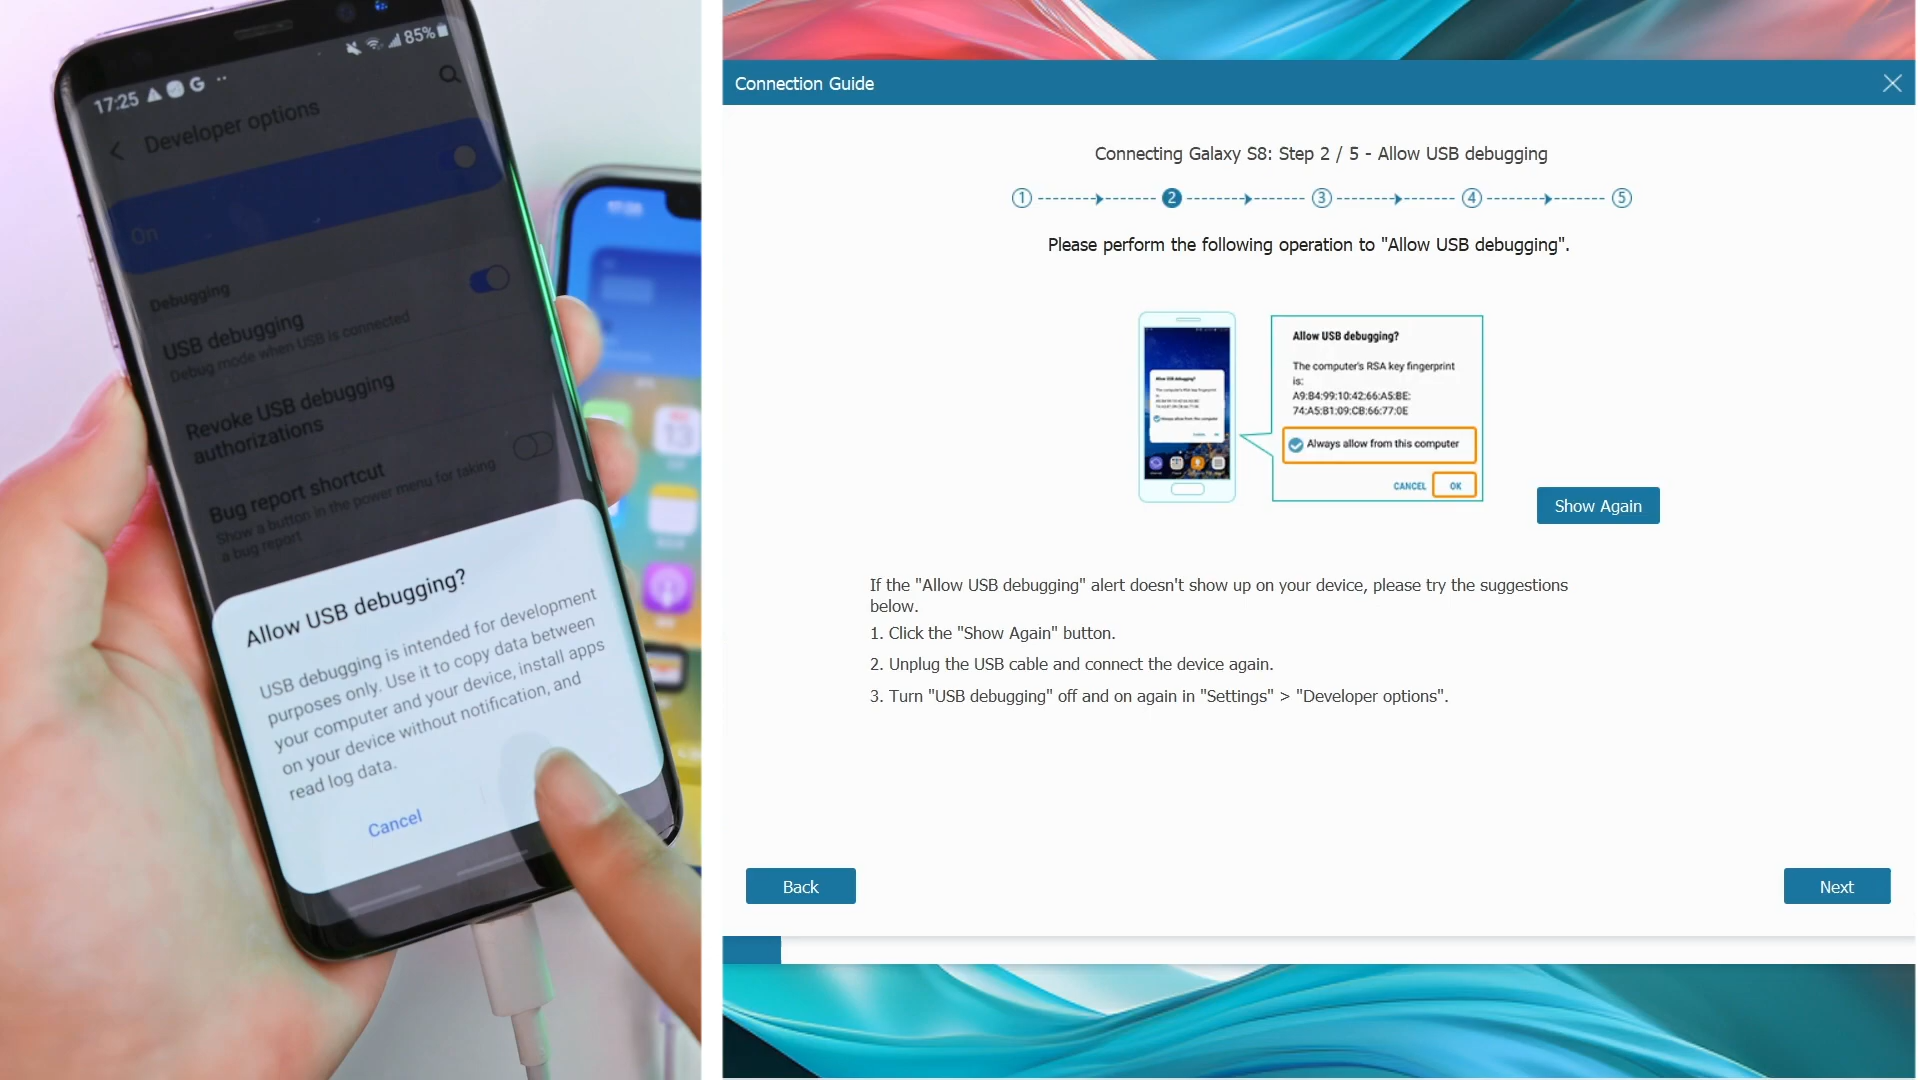 17:25
85%
Developer options
On
Debugging
USB debugging
Debug mode when USB is connected
Revoke USB debugging
authorizations
Bug report shortcut
Show a button in the power menu for taking
a bug report
Allow USB debugging?
USB debugging is intended for development
purposes only. Use it to copy data between
your computer and your device, install apps
on your device without notification, and
read log data.
Cancel
13
Connection Guide
Connecting Galaxy S8: Step 2 / 5 - Allow USB debugging
1 2 3 4 5
Please perform the following operation to "Allow USB debugging".
Allow USB debugging?
The computer's RSA key fingerprint
is:
A9:B4:99:10:42:66:A5:BE:
74:A5:B1:09:CB:66:77:0E
Always allow from this computer
CANCEL OK
Show Again
If the "Allow USB debugging" alert doesn't show up on your device, please try the suggestions
below.
1. Click the "Show Again" button.
2. Unplug the USB cable and connect the device again.
3. Turn "USB debugging" off and on again in "Settings" > "Developer options".
Back
Next